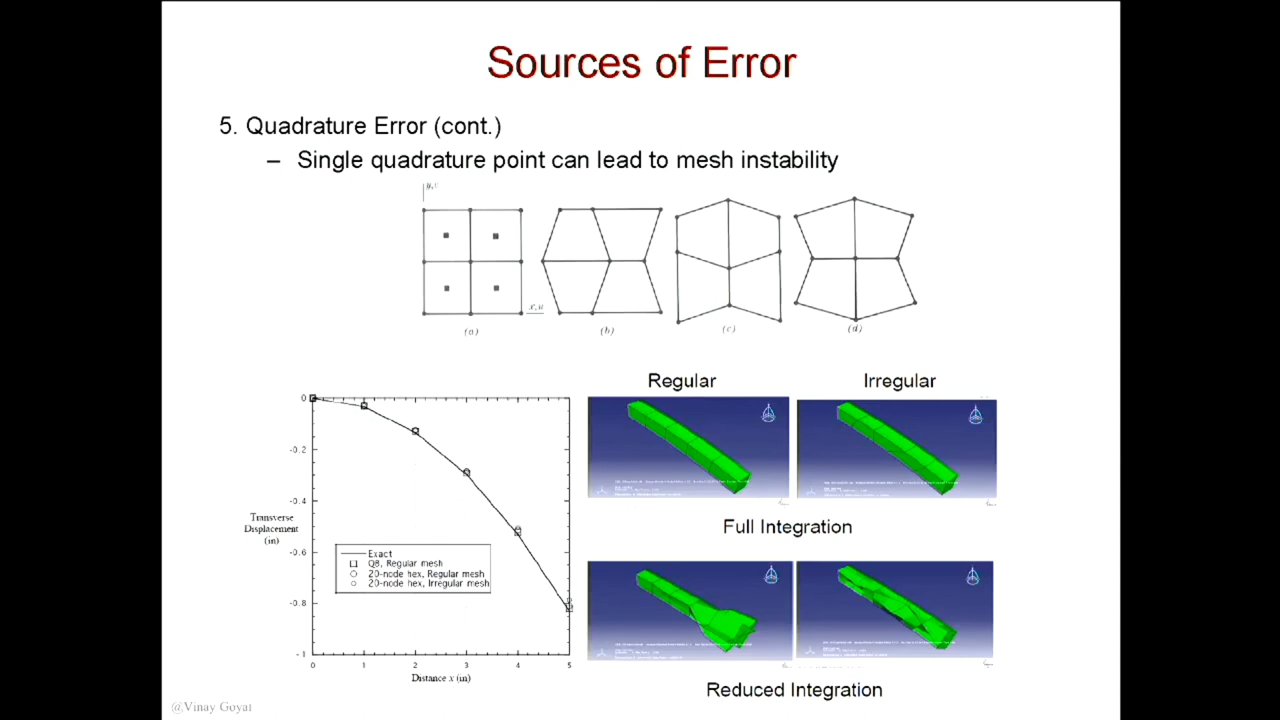 Sources of Error
5. Quadrature Error (cont.)
– Single quadrature point can lead to mesh instability
y,v
x,u
(a)
(b)
(c)
(d)
Regular
Irregular
0
-0.2
-0.4
-0.6
-0.8
-1
Transverse
Displacement
(in)
Exact
Q8, Regular mesh
20-node hex, Regular mesh
20-node hex, Irregular mesh
0
1
2
3
4
5
Distance x (in)
Full Integration
Reduced Integration
@Vinay Goyal